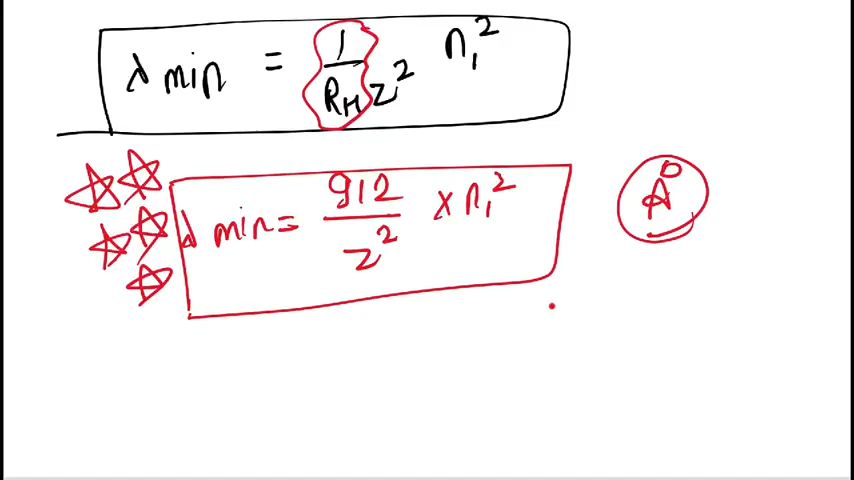 λ min = 1/R_H z² n₁²
λ min = 912/z² × n₁² A°